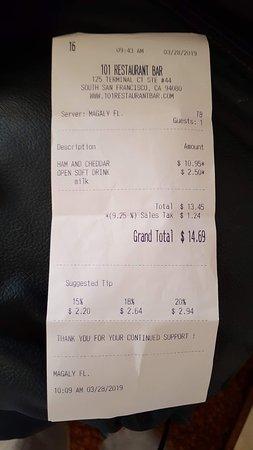 16 09:43 AM 03/28/2019
101 RESTAURANT BAR
125 TERMINAL CT STE #44
SOUTH SAN FRANCISCO, CA 94080
WWW.101RESTAURANTBAR.COM
Server: MAGALY FL. TB
Guests: 1
Description Amount
HAM AND CHEDDAR $ 10.95*
OPEN SOFT DRINK $ 2.50*
milk
Total $ 13.45
*(9.25 %) Sales Tax $ 1.24
Grand Total $ 14.69
Suggested Tip
15% 18% 20%
$ 2.20 $ 2.64 $ 2.94
THANK YOU FOR YOUR CONTINUED SUPPORT !
MAGALY FL.
10:09 AM 03/28/2019